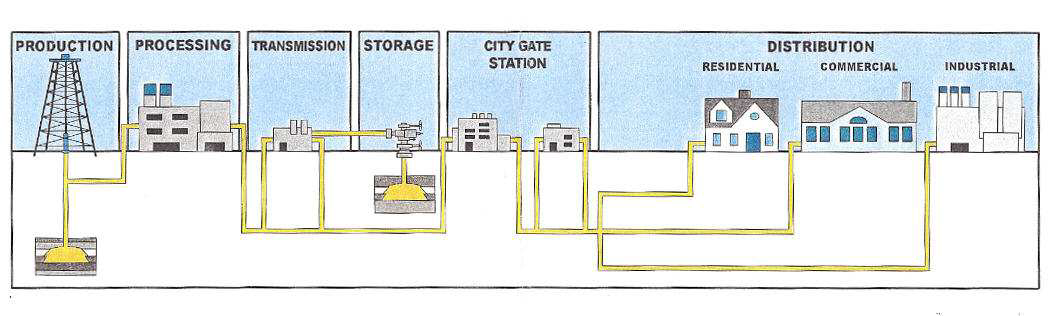 PRODUCTION
PROCESSING
TRANSMISSION
STORAGE
CITY GATE
STATION
DISTRIBUTION
RESIDENTIAL
COMMERCIAL
INDUSTRIAL